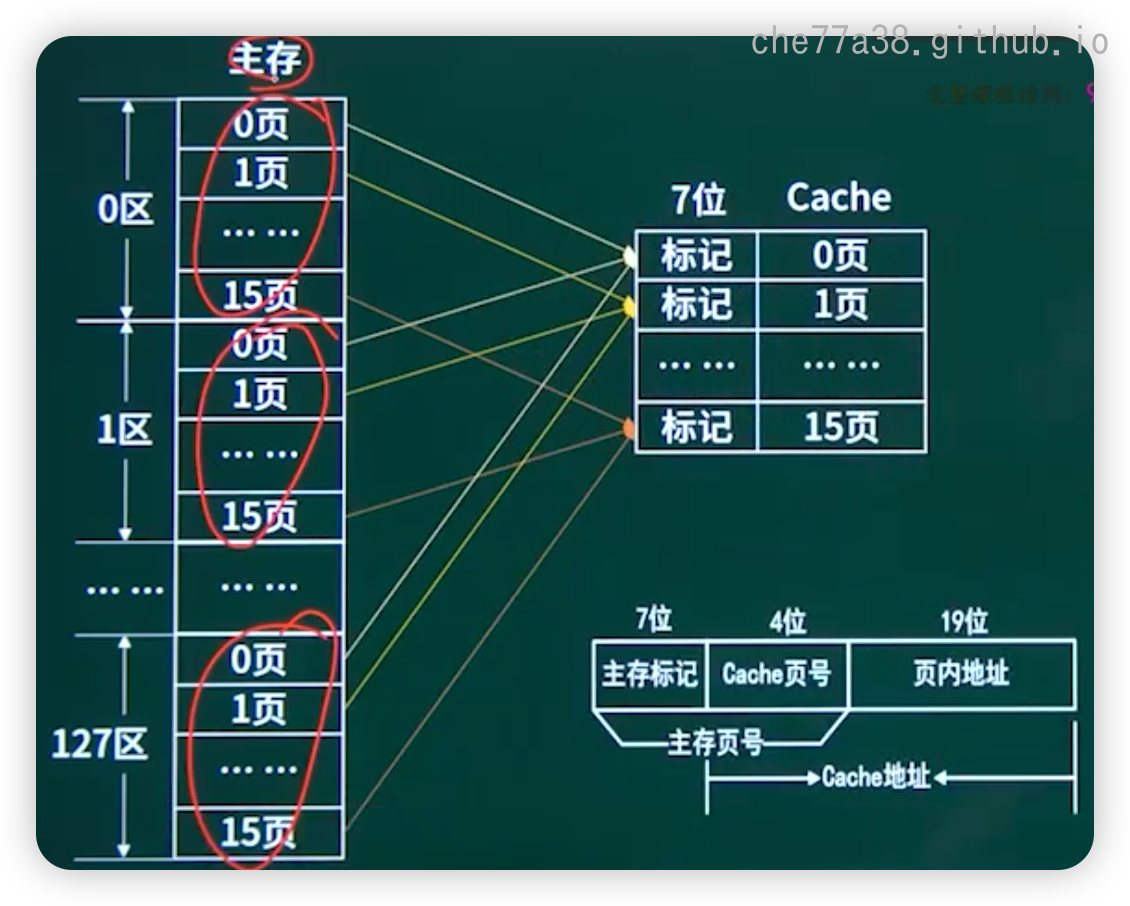 che77a38.github.io
主存
0页
1页
... ...
15页
0区
0页
1页
... ...
15页
1区
... ...
... ...
0页
1页
... ...
15页
127区
7位 Cache
标记 0页
标记 1页
... ... ... ...
标记 15页
7位 4位 19位
主存标记 Cache页号 页内地址
主存页号
Cache地址